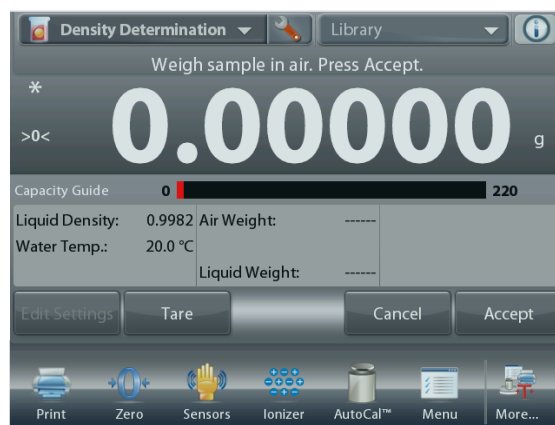 Density Determination Library
Weigh sample in air. Press Accept.
*
>0< 0.00000 g
Capacity Guide 0 220
Liquid Density: 0.9982 Air Weight: ------
Water Temp.: 20.0 °C
Liquid Weight: ------
Edit Settings Tare Cancel Accept
Print Zero Sensors Ionizer AutoCal™ Menu More...